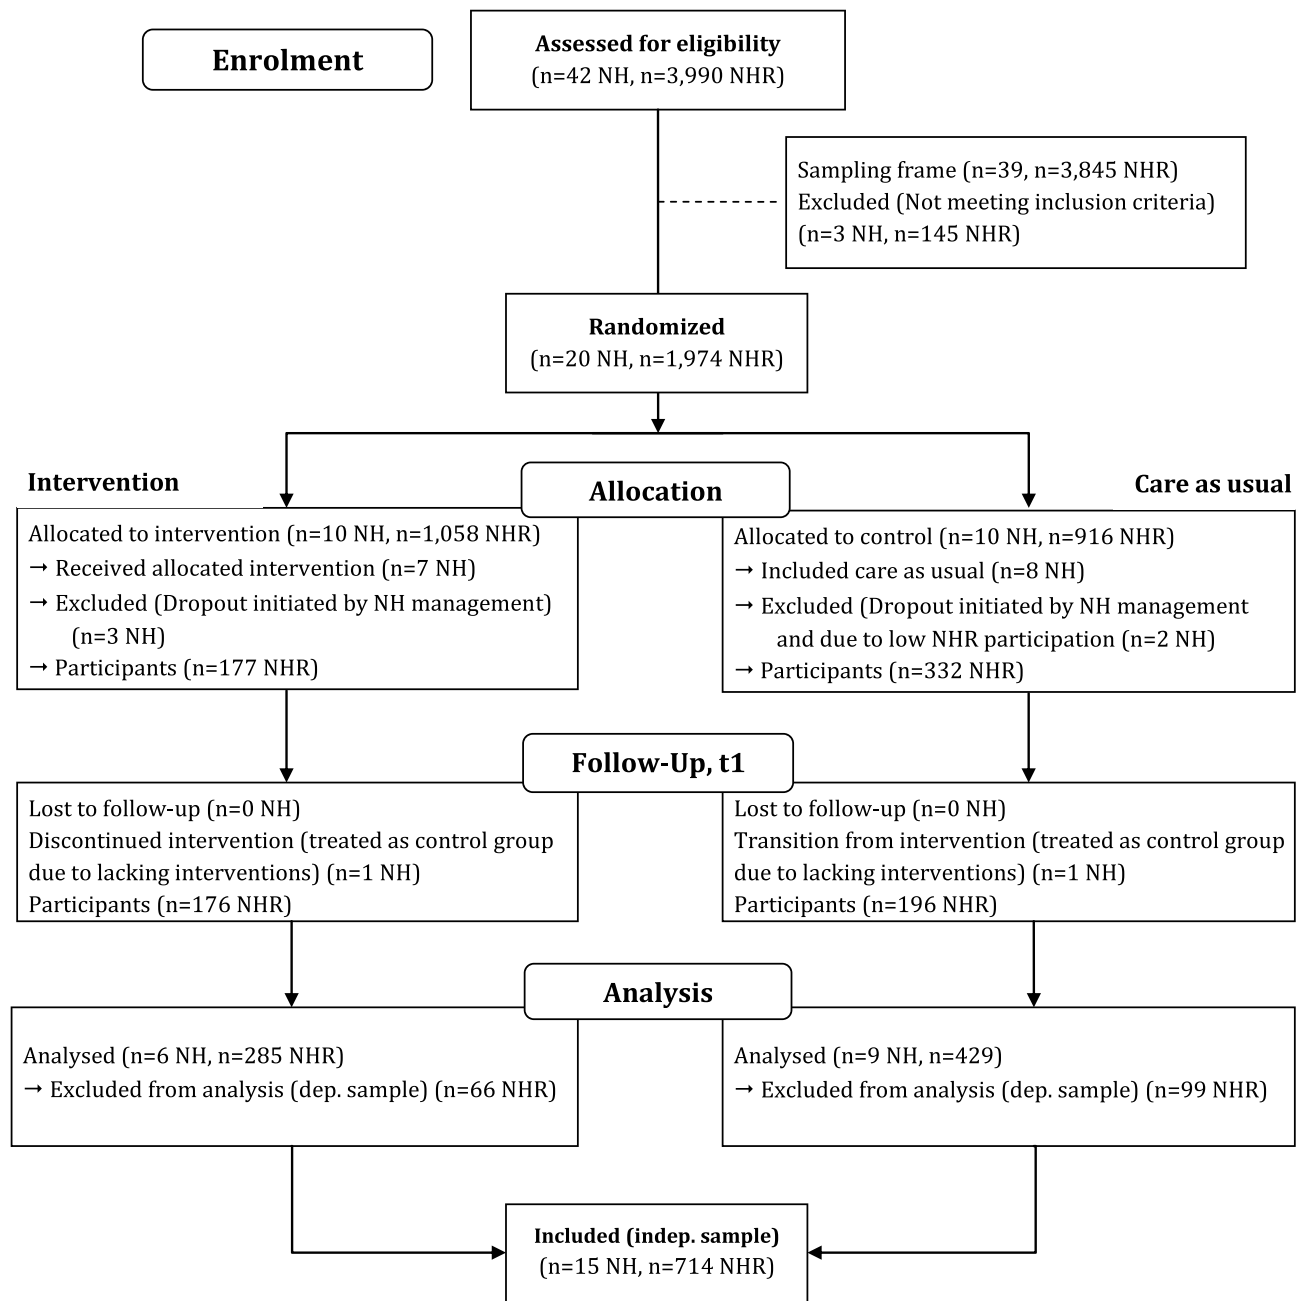 Enrolment
Assessed for eligibility
(n=42 NH, n=3,990 NHR)
Sampling frame (n=39, n=3,845 NHR)
Excluded (Not meeting inclusion criteria)
(n=3 NH, n=145 NHR)
Randomized
(n=20 NH, n=1,974 NHR)
Allocation
Intervention
Allocated to intervention (n=10 NH, n=1,058 NHR)
→ Received allocated intervention (n=7 NH)
→ Excluded (Dropout initiated by NH management)
(n=3 NH)
→ Participants (n=177 NHR)
Care as usual
Allocated to control (n=10 NH, n=916 NHR)
→ Included care as usual (n=8 NH)
→ Excluded (Dropout initiated by NH management
and due to low NHR participation (n=2 NH)
→ Participants (n=332 NHR)
Follow-Up, t1
Lost to follow-up (n=0 NH)
Discontinued intervention (treated as control group
due to lacking interventions) (n=1 NH)
Participants (n=176 NHR)
Lost to follow-up (n=0 NH)
Transition from intervention (treated as control group
due to lacking interventions) (n=1 NH)
Participants (n=196 NHR)
Analysis
Analysed (n=6 NH, n=285 NHR)
→ Excluded from analysis (dep. sample) (n=66 NHR)
Analysed (n=9 NH, n=429)
→ Excluded from analysis (dep. sample) (n=99 NHR)
Included (indep. sample)
(n=15 NH, n=714 NHR)